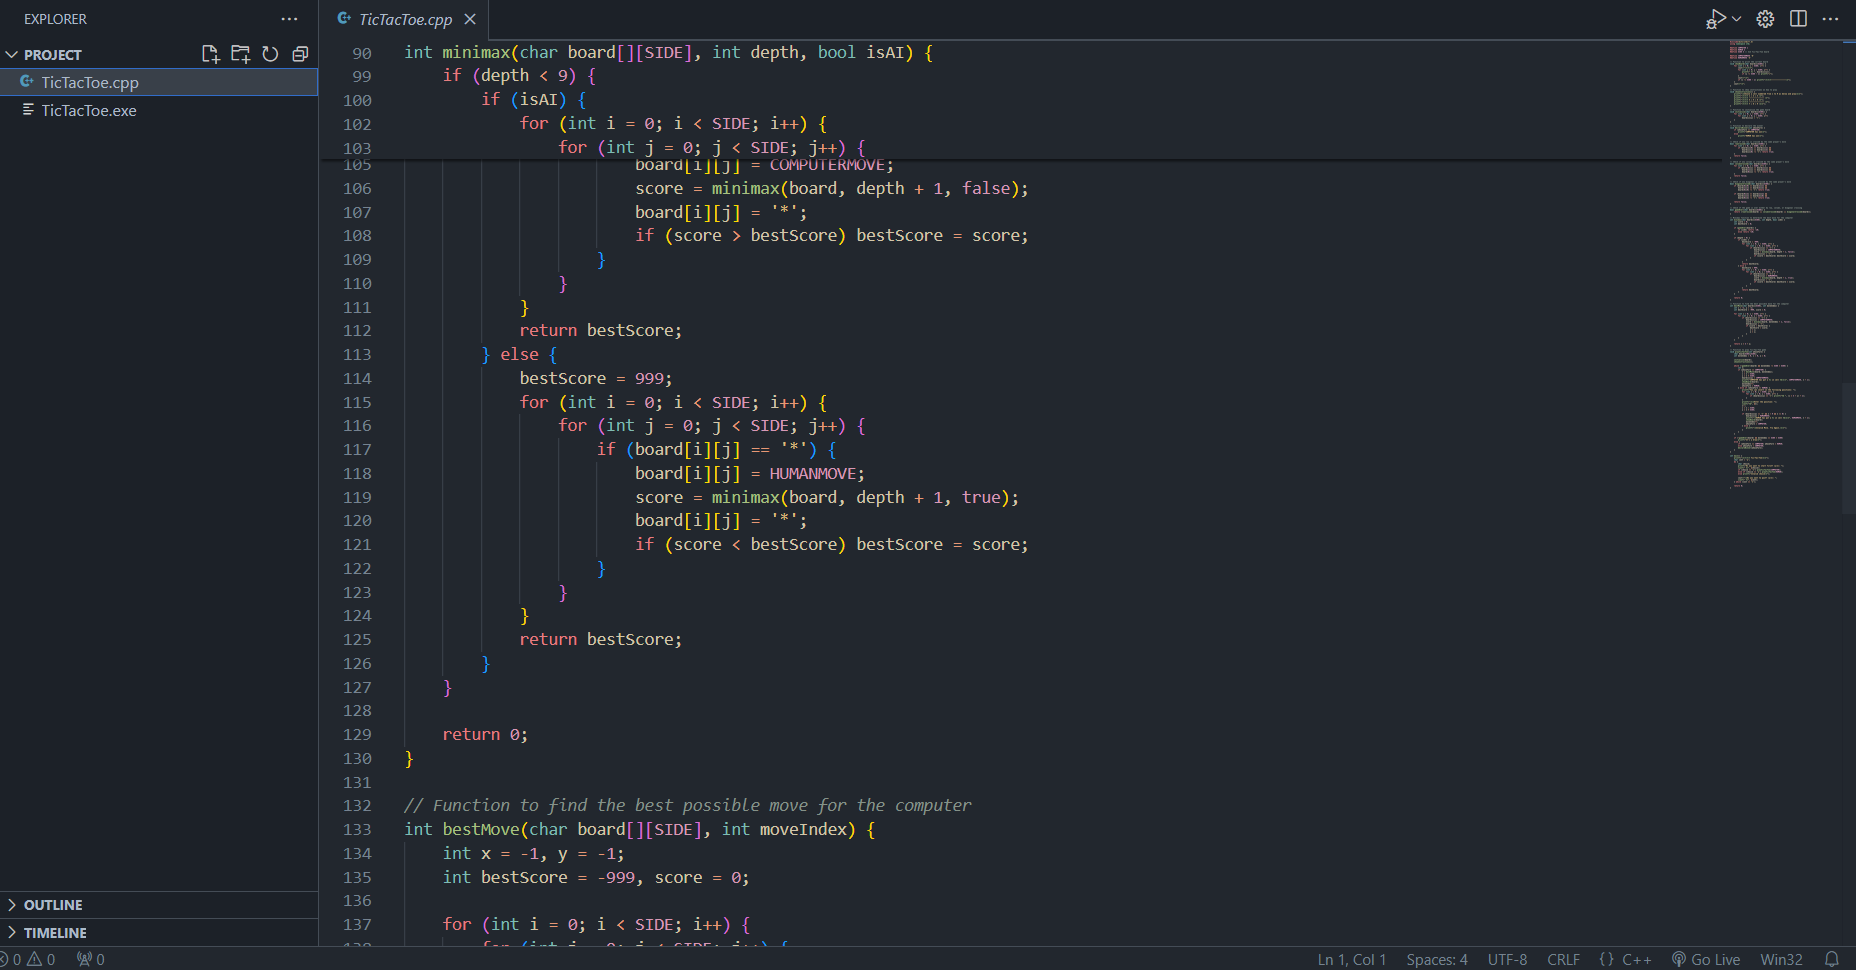 EXPLORER
PROJECT
TicTacToe.cpp
TicTacToe.exe
OUTLINE
TIMELINE
TicTacToe.cpp
90 int minimax(char board[][SIDE], int depth, bool isAI) {
99 if (depth < 9) {
100 if (isAI) {
102 for (int i = 0; i < SIDE; i++) {
103 for (int j = 0; j < SIDE; j++) {
105 board[i][j] = COMPUTERMOVE;
106 score = minimax(board, depth + 1, false);
107 board[i][j] = '*';
108 if (score > bestScore) bestScore = score;
109 }
110 }
111 }
112 return bestScore;
113 } else {
114 bestScore = 999;
115 for (int i = 0; i < SIDE; i++) {
116 for (int j = 0; j < SIDE; j++) {
117 if (board[i][j] == '*') {
118 board[i][j] = HUMANMOVE;
119 score = minimax(board, depth + 1, true);
120 board[i][j] = '*';
121 if (score < bestScore) bestScore = score;
122 }
123 }
124 }
125 return bestScore;
126 }
127 }
128
129 return 0;
130 }
131
132 // Function to find the best possible move for the computer
133 int bestMove(char board[][SIDE], int moveIndex) {
134 int x = -1, y = -1;
135 int bestScore = -999, score = 0;
136
137 for (int i = 0; i < SIDE; i++) {
138 for (int j = 0; j < SIDE; j++) {
0 0 0 Ln 1, Col 1 Spaces: 4 UTF-8 CRLF {} C++ Go Live Win32